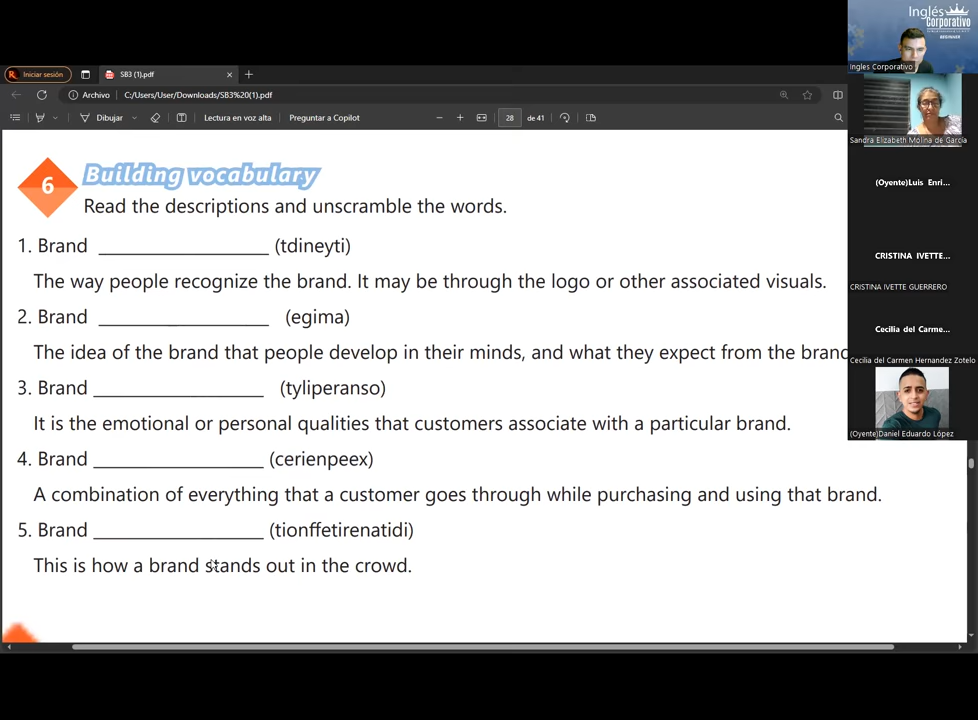 Inglés
Corporativo
BEGINNER
Ingles Corporativo
Iniciar sesión
SB3 (1).pdf
Archivo
C:/Users/User/Downloads/SB3%20(1).pdf
Dibujar
Lectura en voz alta
Preguntar a Copilot
28
de 41
Sandra Elizabeth Molina de García
(Oyente)Luis Enri...
CRISTINA IVETTE...
CRISTINA IVETTE GUERRERO
Cecilia del Carme...
Cecilia del Carmen Hernandez Zotelo
(Oyente)Daniel Eduardo López
6
Building vocabulary
Read the descriptions and unscramble the words.
1. Brand _________________ (tdineyti)
The way people recognize the brand. It may be through the logo or other associated visuals.
2. Brand _________________ (egima)
The idea of the brand that people develop in their minds, and what they expect from the brand
3. Brand _________________ (tyliperanso)
It is the emotional or personal qualities that customers associate with a particular brand.
4. Brand _________________ (cerienpeex)
A combination of everything that a customer goes through while purchasing and using that brand.
5. Brand _________________ (tionffetirenatidi)
This is how a brand stands out in the crowd.